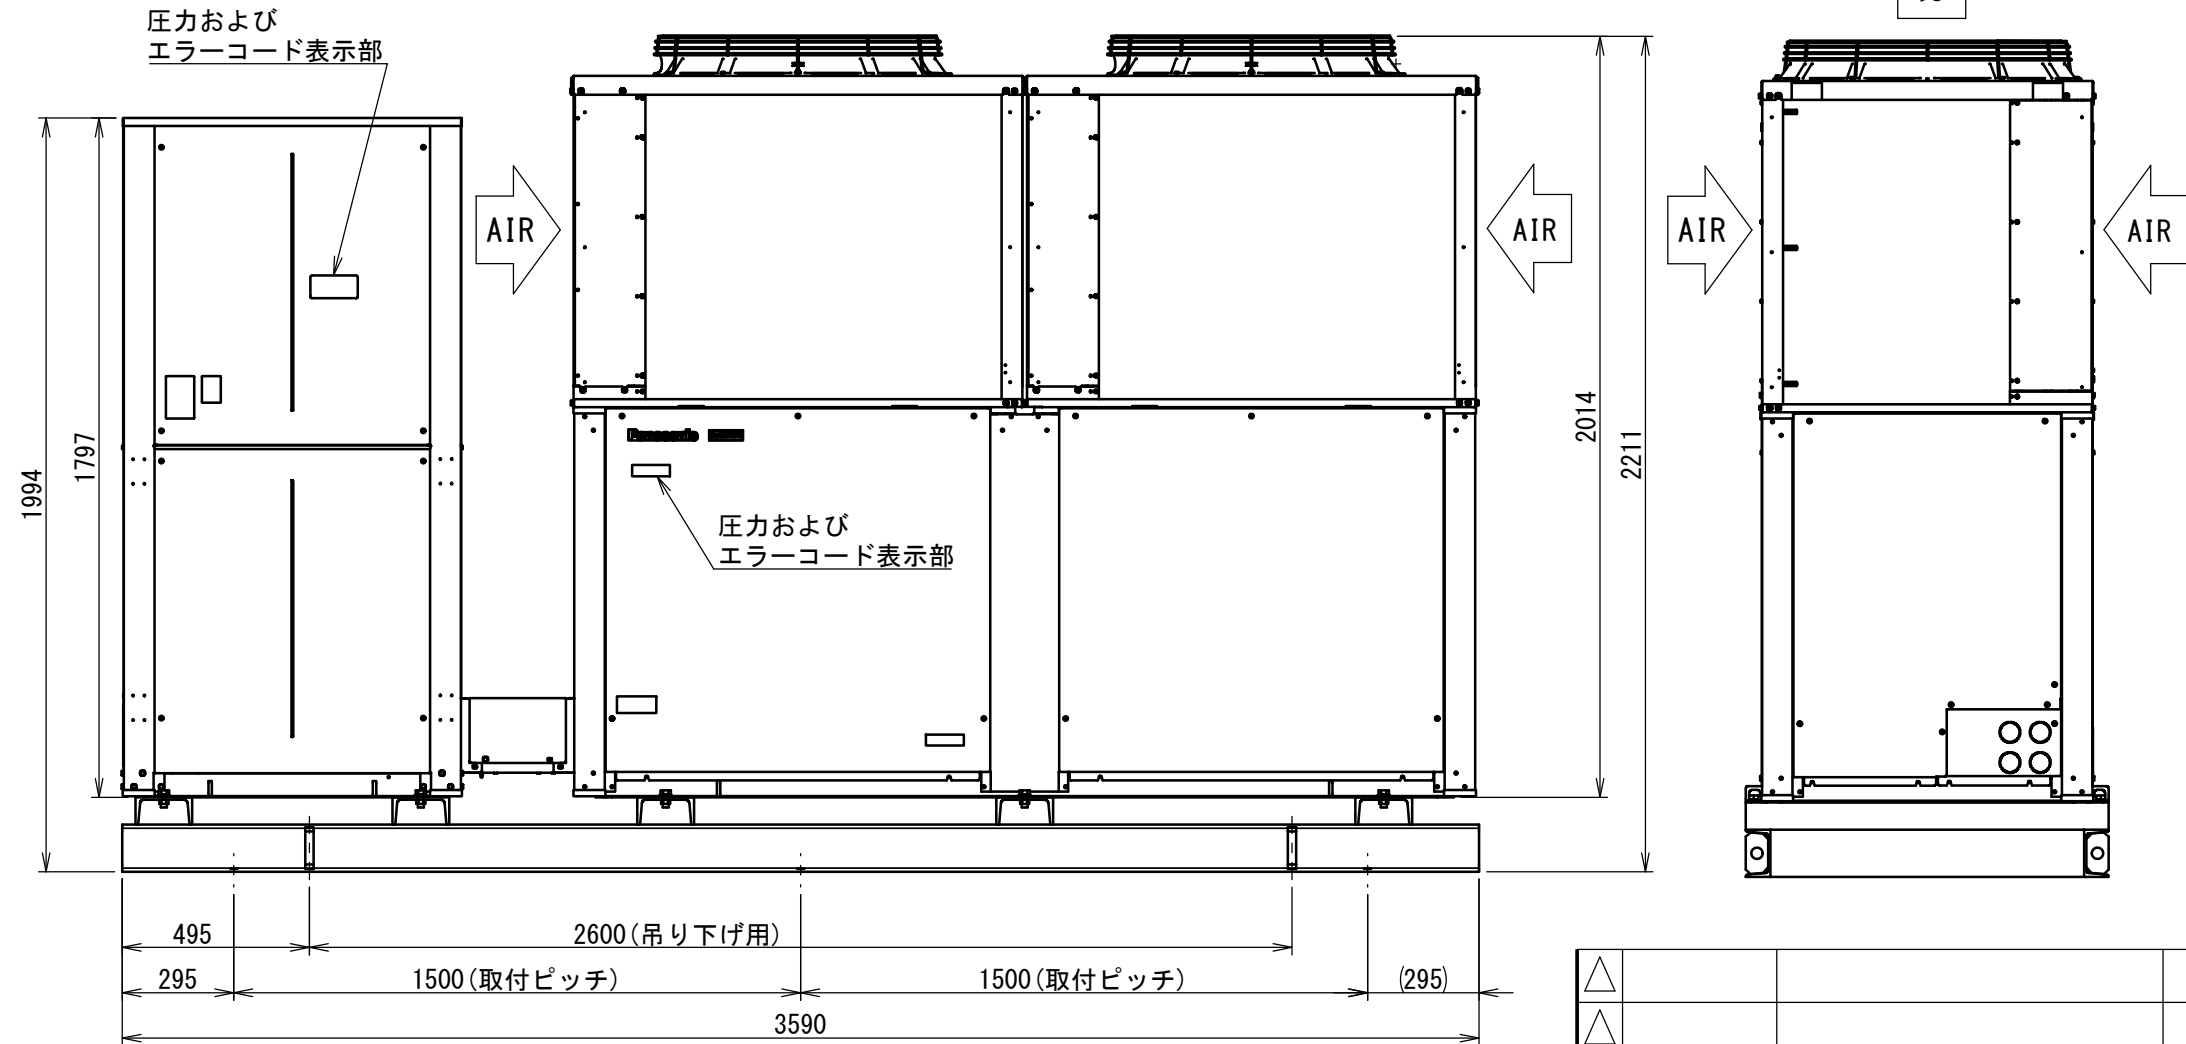 圧力および
エラーコード表示部
AIR
AIR
AIR
AIR
1994
1797
2014
2211
Panasonic
圧力および
エラーコード表示部
495
2600(吊り下げ用)
295
1500(取付ピッチ)
1500(取付ピッチ)
(295)
3590